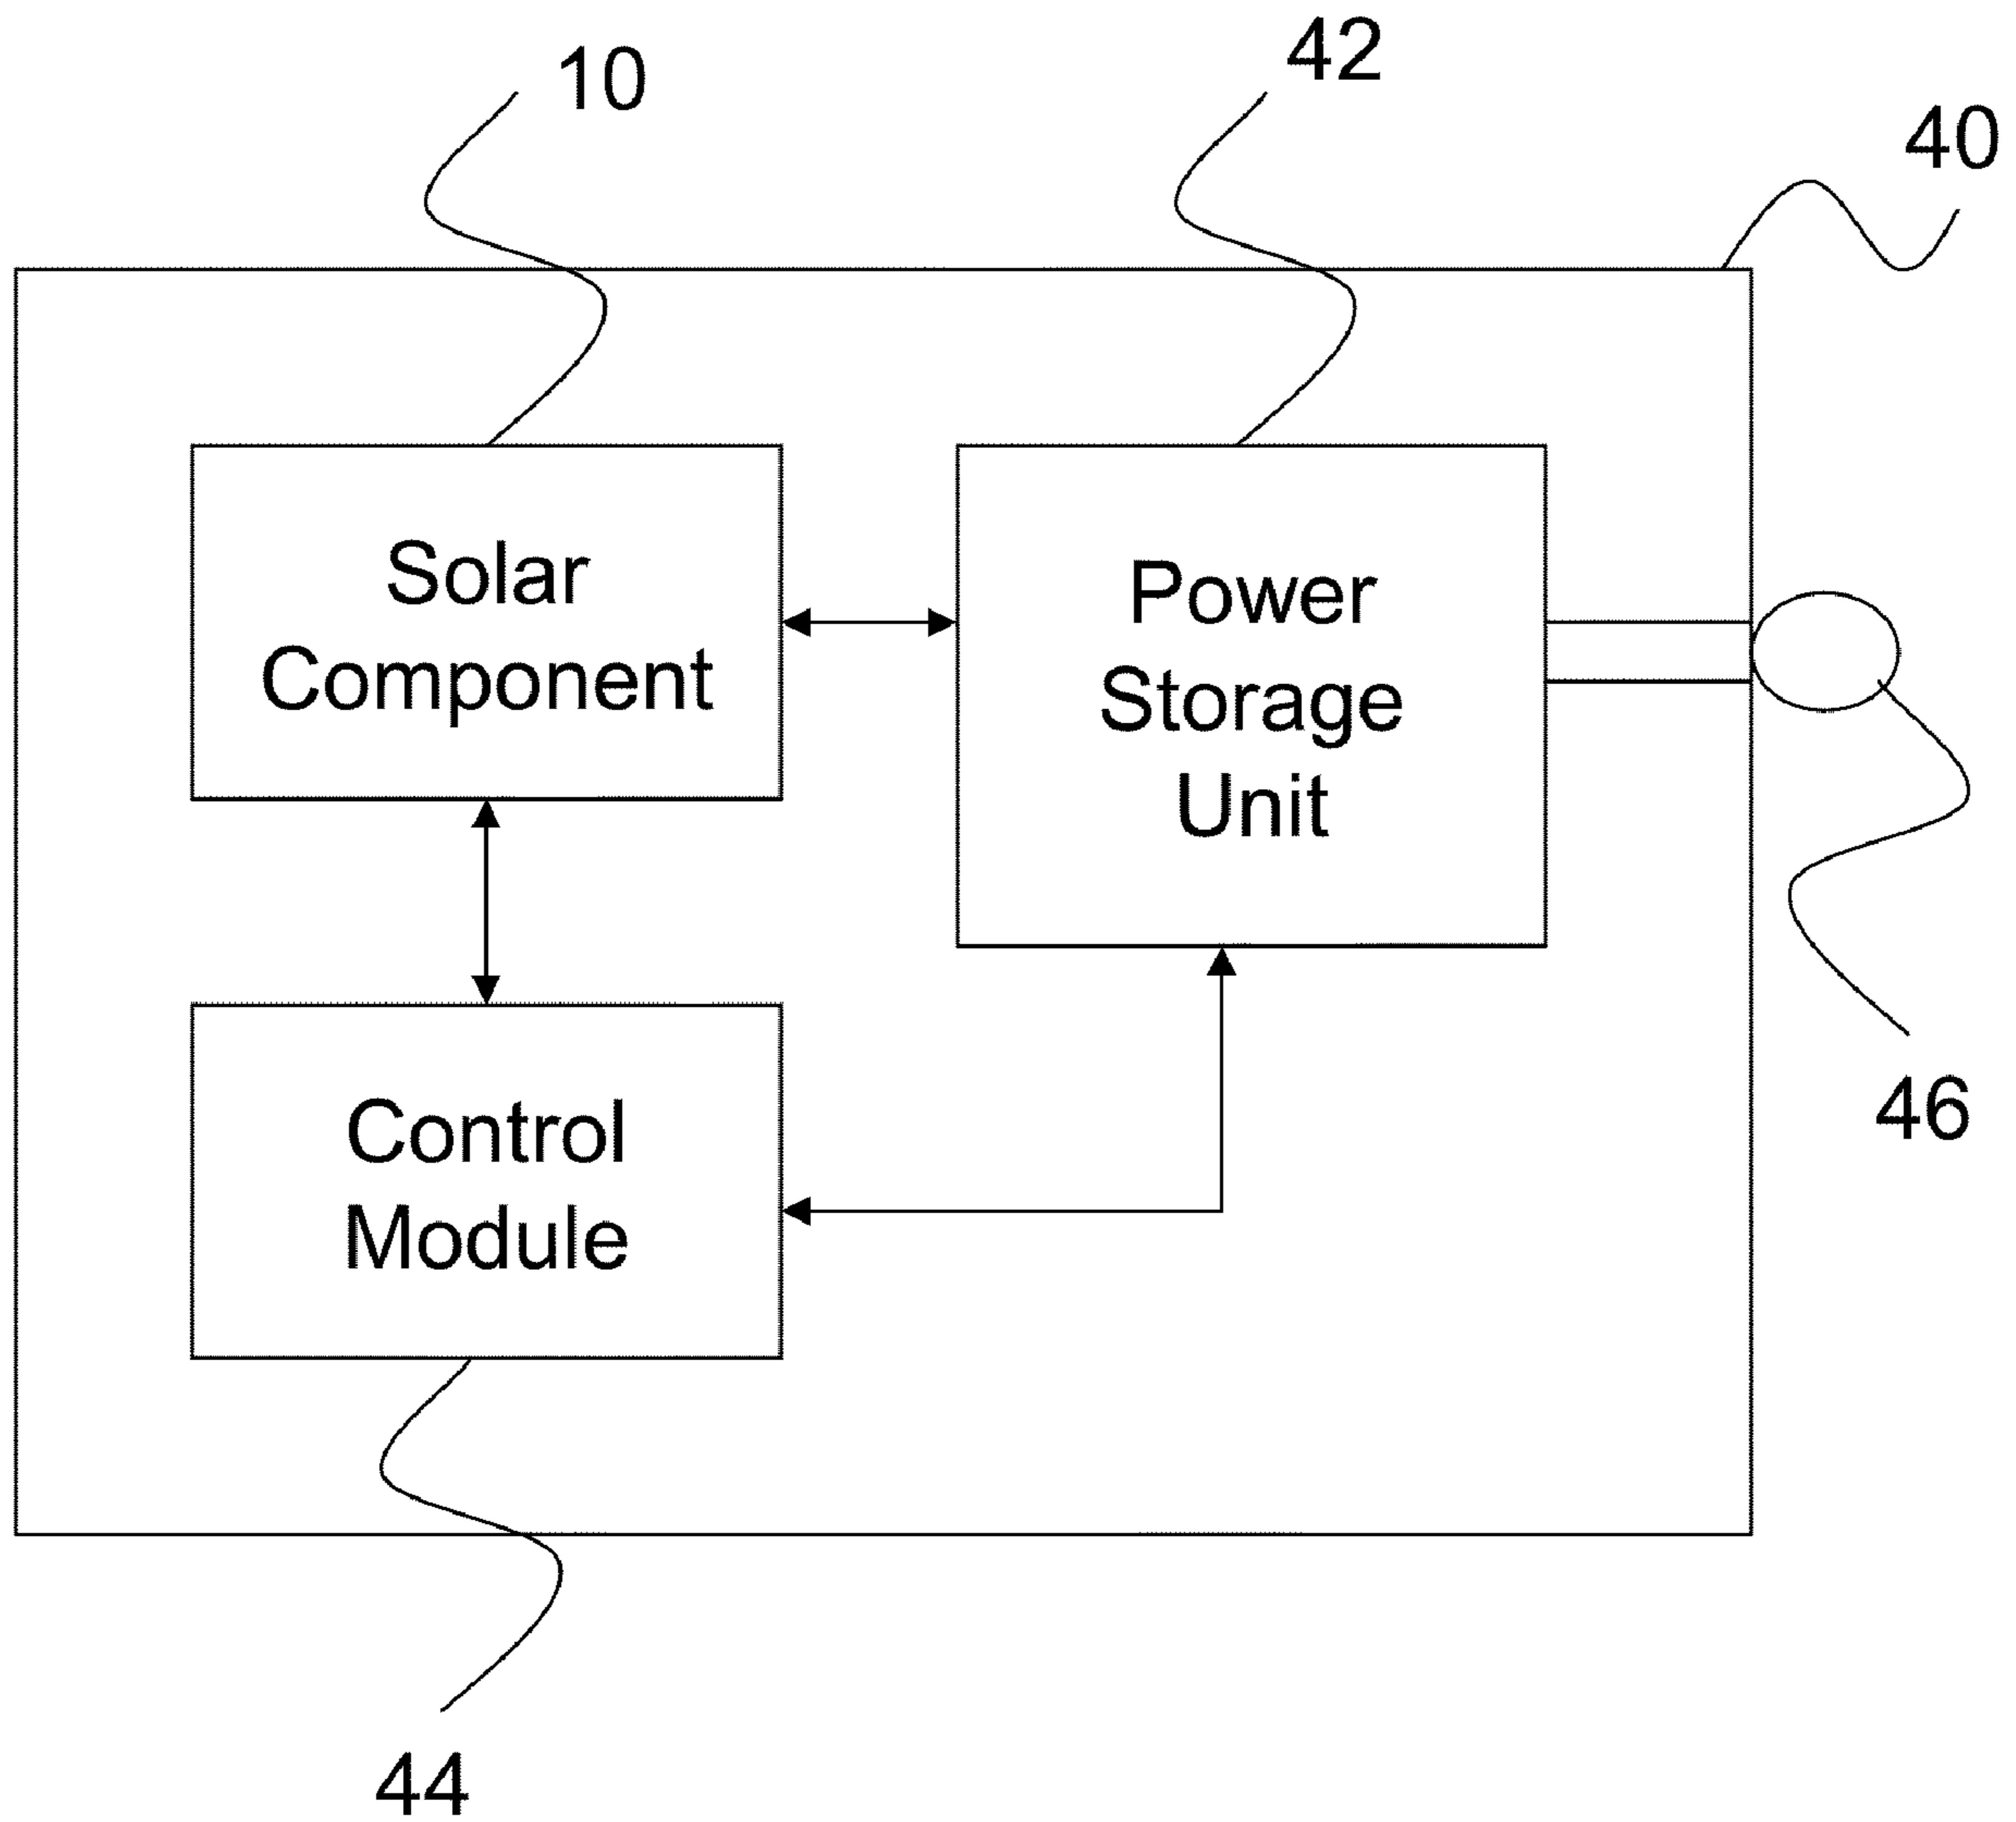 10
42
40
Solar
Component
Power
Storage
Unit
Control
Module
46
44